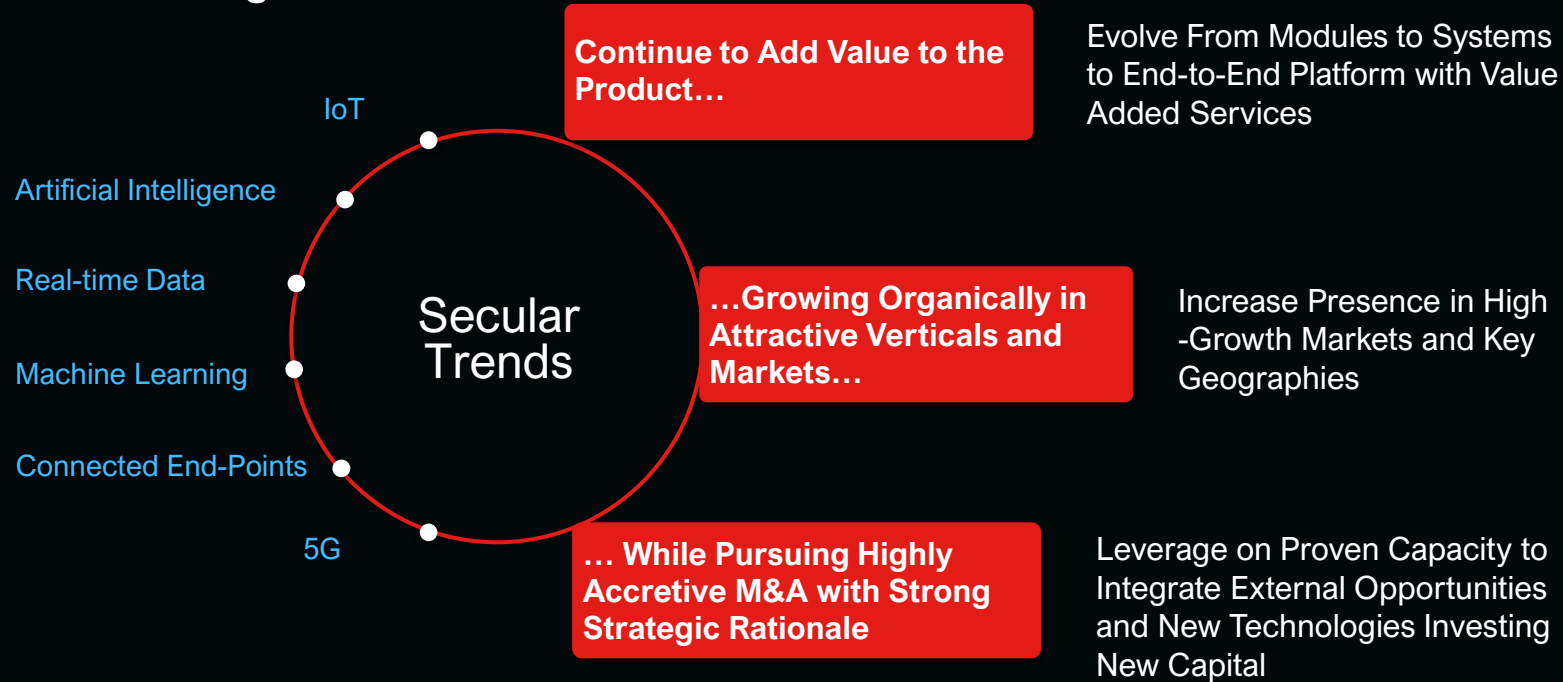 Continue to Add Value to the
Product…
Evolve From Modules to Systems
to End-to-End Platform with Value
Added Services
IoT
Artificial Intelligence
Real-time Data
Machine Learning
Connected End-Points
5G
Secular
Trends
…Growing Organically in
Attractive Verticals and
Markets…
Increase Presence in High
-Growth Markets and Key
Geographies
… While Pursuing Highly
Accretive M&A with Strong
Strategic Rationale
Leverage on Proven Capacity to
Integrate External Opportunities
and New Technologies Investing
New Capital